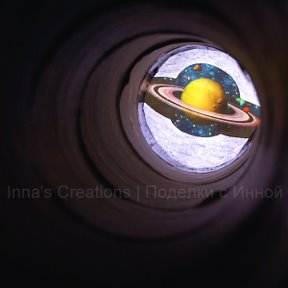 Inna's Creations | Поделки с Инной